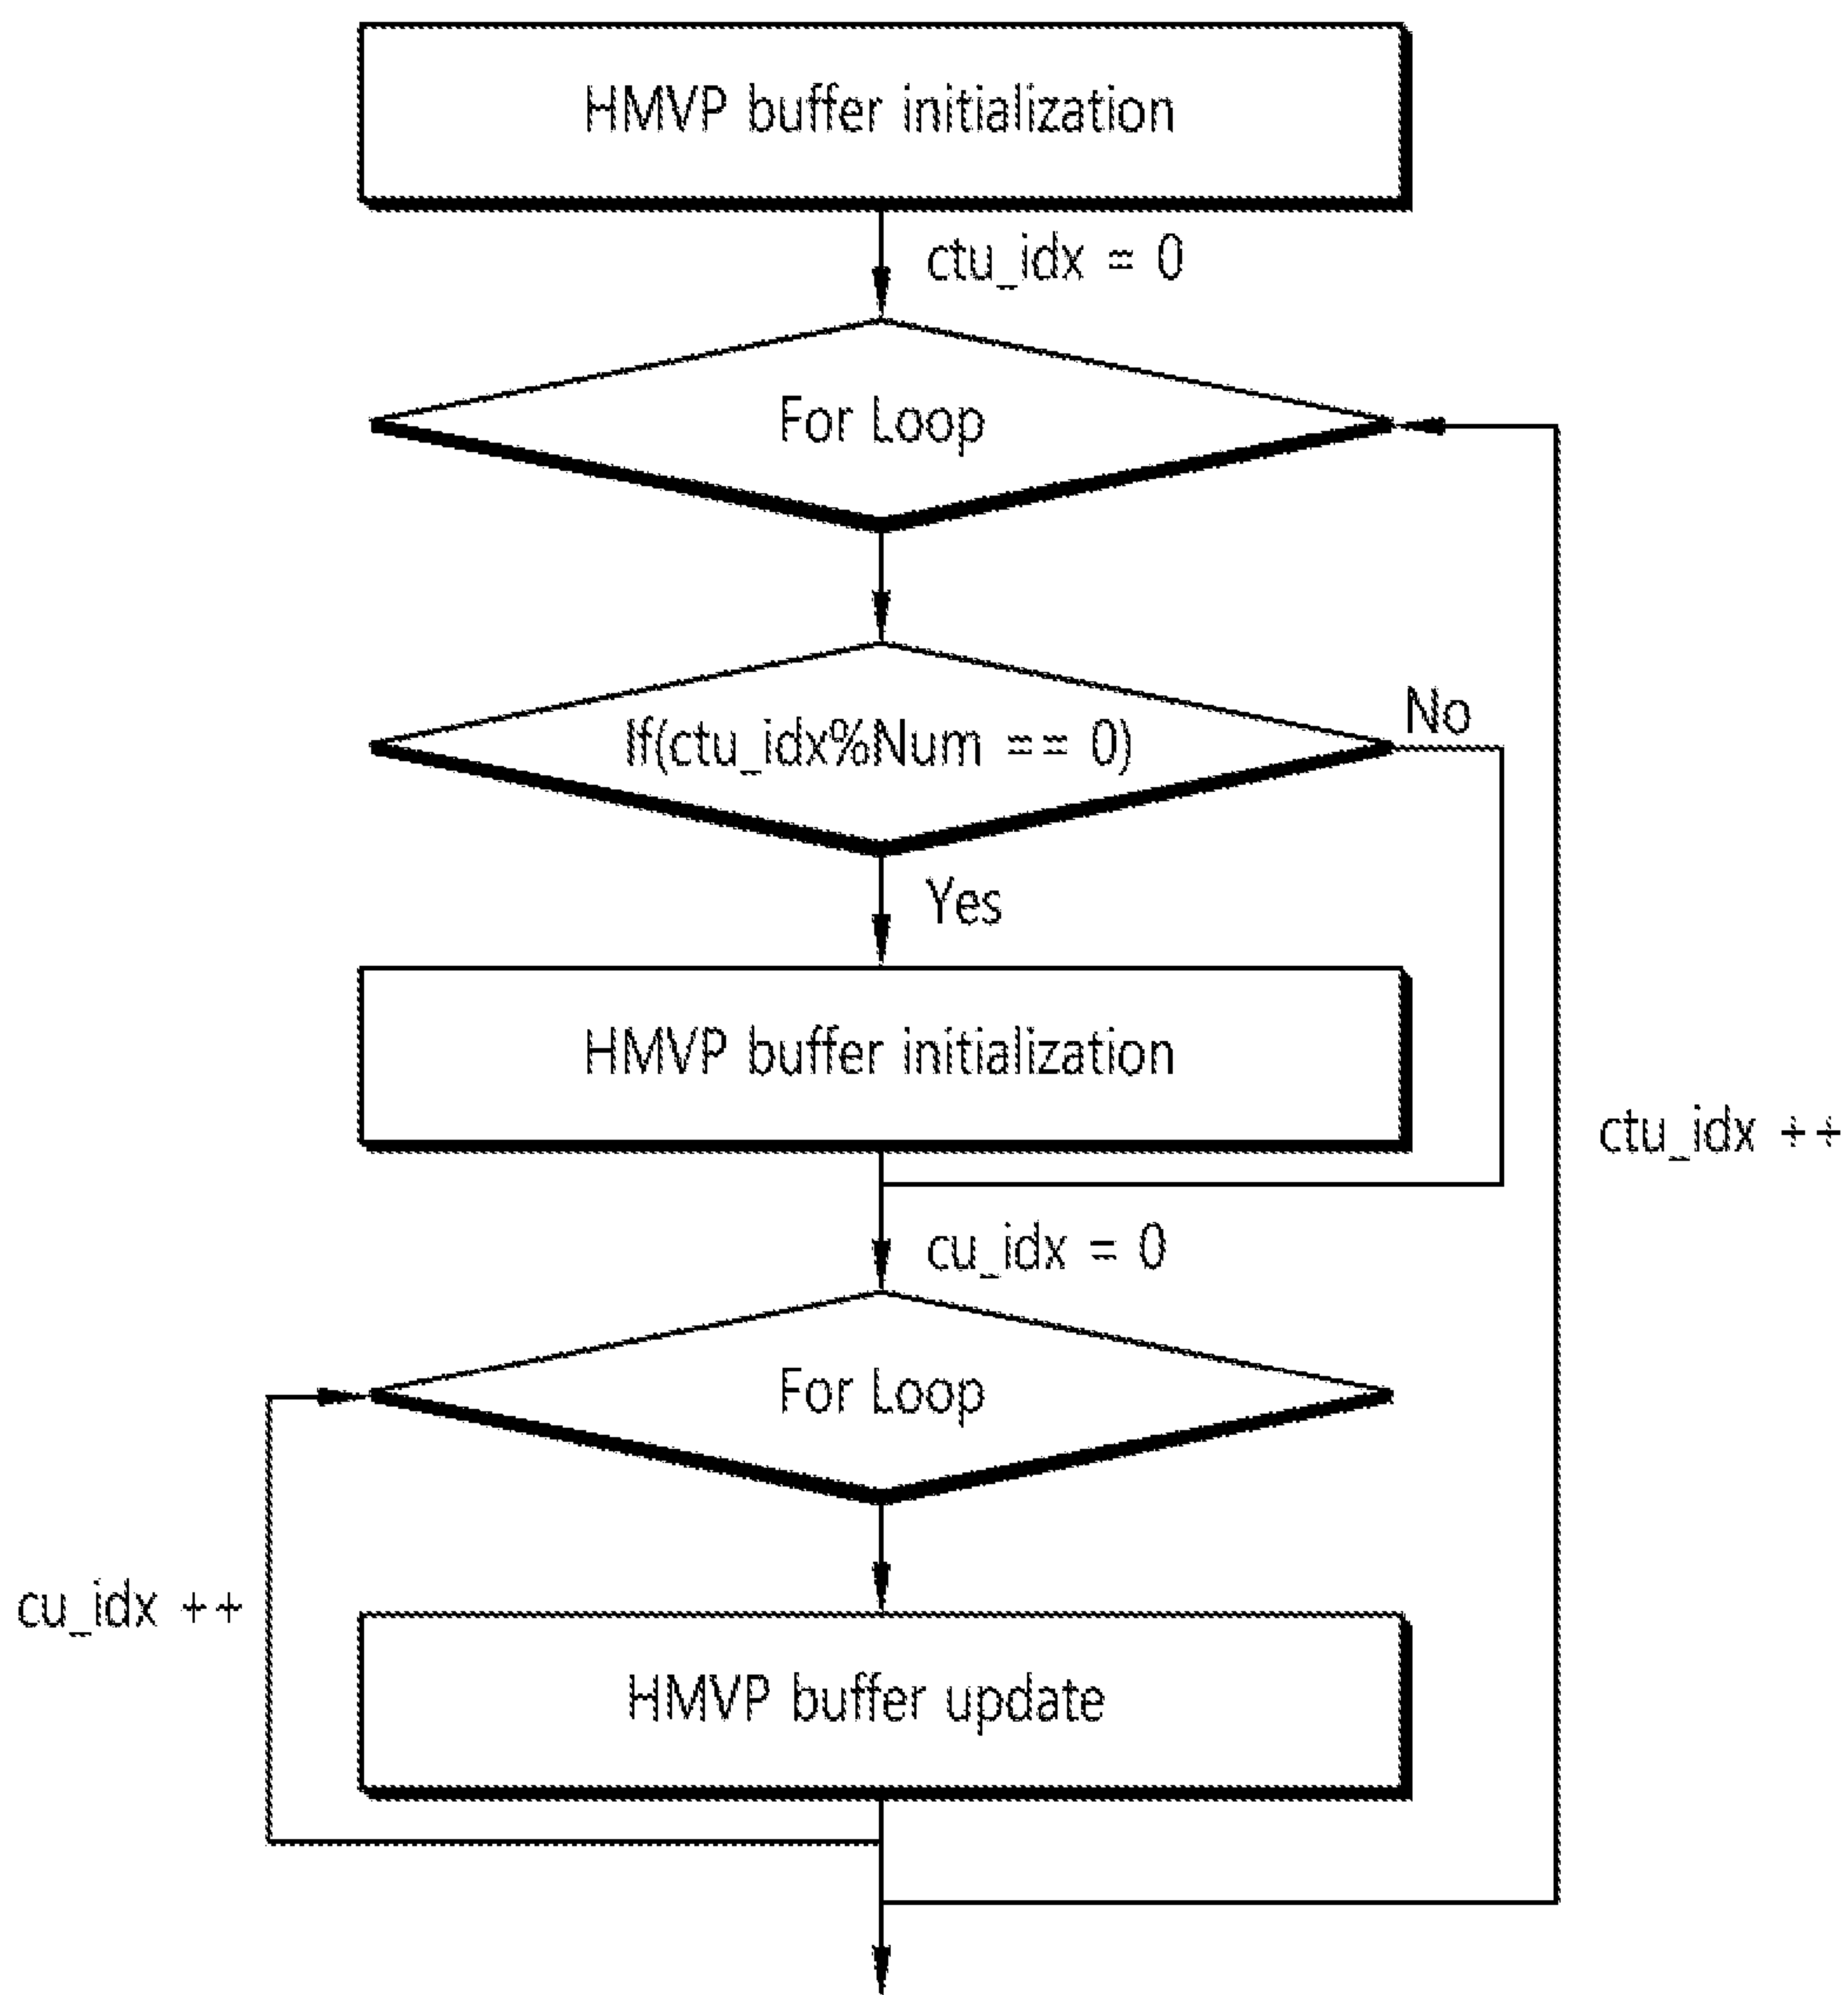 HMVP buffer initialization
ctu_idx = 0
For Loop
If(ctu_idx%Num == 0)
No
Yes
HMVP buffer initialization
ctu_idx ++
cu_idx = 0
For Loop
cu_idx ++
HMVP buffer update